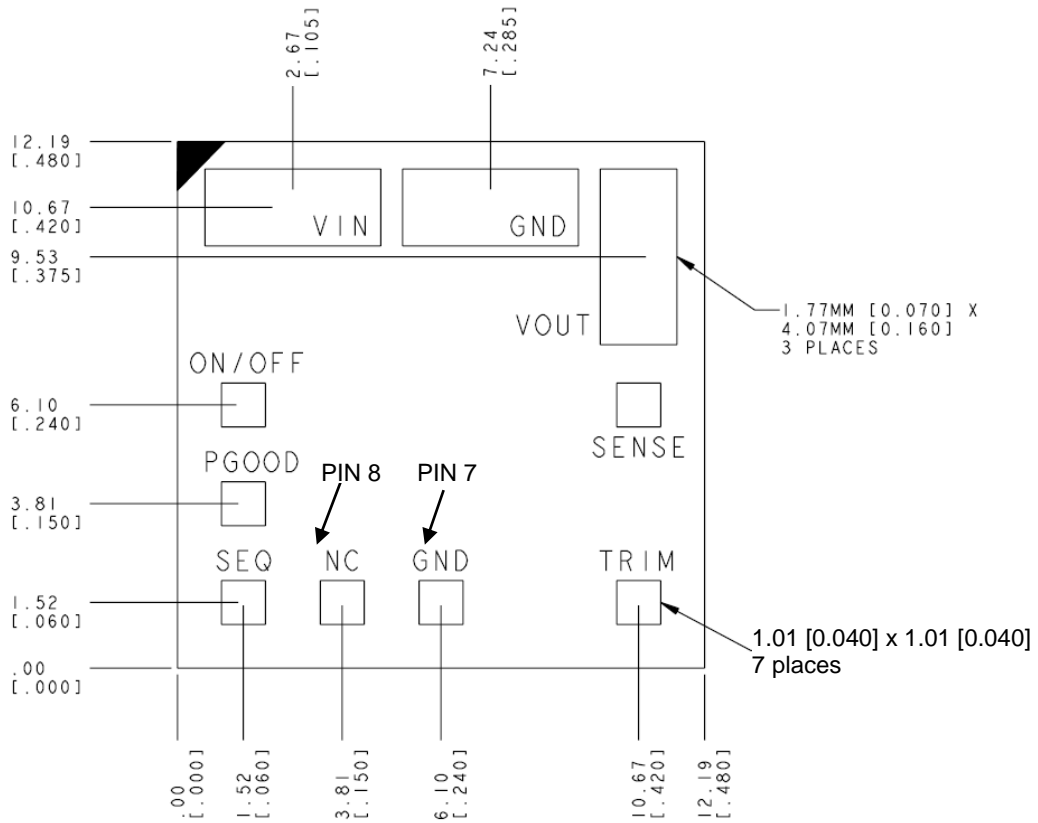 2.67
[.105]
7.24
[.285]
12.19
[.480]
10.67
[.420]
VIN
GND
9.53
[.375]
1.77MM [0.070] X
4.07MM [0.160]
3 PLACES
VOUT
ON/OFF
6.10
[.240]
SENSE
PGOOD
PIN 8
PIN 7
3.81
[.150]
SEQ
NC
GND
TRIM
1.52
[.060]
1.01 [0.040] x 1.01 [0.040]
7 places
.00
[.000]
.00
[.000]
1.52
[.060]
3.81
[.150]
6.10
[.240]
10.67
[.420]
12.19
[.480]